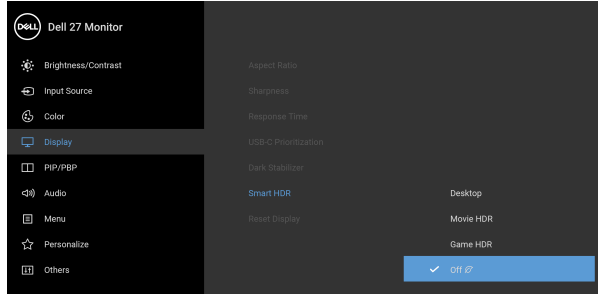 DELL Dell 27 Monitor
Brightness/Contrast
Input Source
Color
Display
PIP/PBP
Audio
Menu
Personalize
Others
Aspect Ratio
Sharpness
Response Time
USB-C Prioritization
Dark Stabilizer
Smart HDR
Reset Display
Desktop
Movie HDR
Game HDR
Off